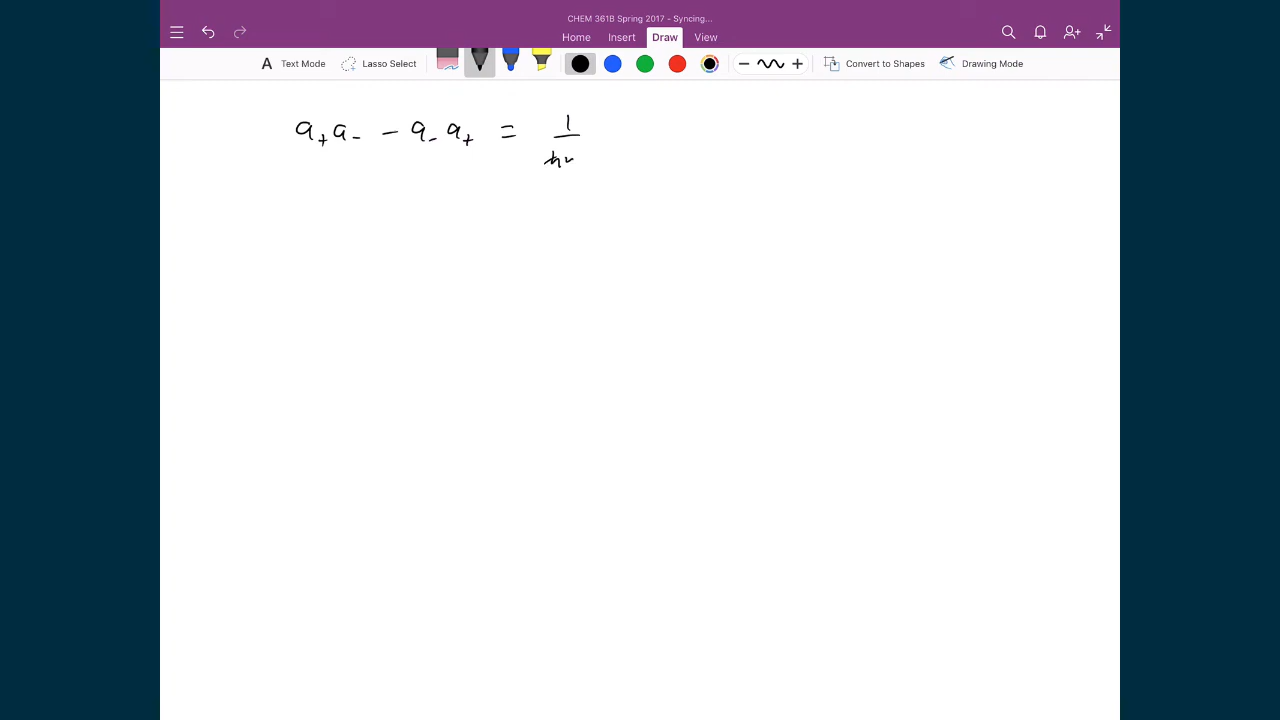 CHEM 361B Spring 2017 - Syncing...
Home Insert Draw View
A Text Mode Lasso Select Convert to Shapes Drawing Mode
a₊a₋ - a₋a₊ = 1
ħ